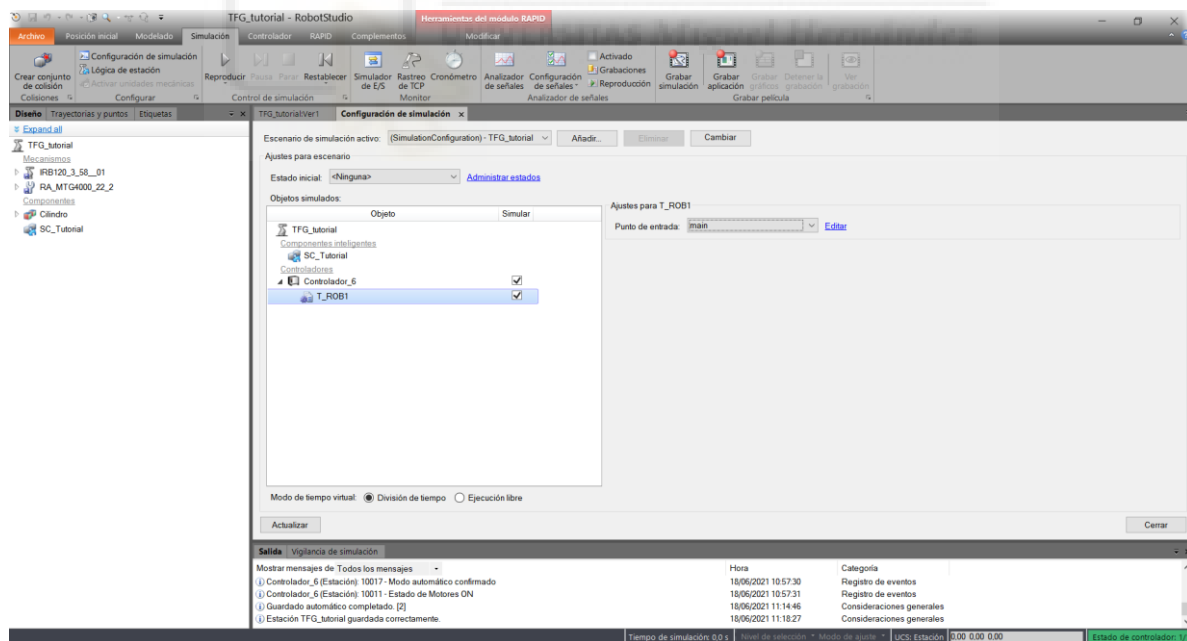 TFG_tutorial - RobotStudio
Herramientas del módulo RAPID
UNIVERSITAS Miguel Hernández
Archivo Posición inicial Modelado Simulación Controlador RAPID Complementos Modificar
Crear conjunto de colisión
Configuración de simulación
Lógica de estación
Activar unidades mecánicas
Reproducir Pausa Parar Restablecer
Simulador de E/S
Rastreo de TCP
Cronómetro
Analizador de señales
Configuración de señales
Activado
Grabaciones
Reproducción
Grabar simulación
Grabar aplicación
Grabar gráficos
Detener la grabación
Ver grabación
Colisiones Configurar Control de simulación Monitor Analizador de señales Grabar película
Diseño Trayectorias y puntos Etiquetas
TFG_tutorial:Ver1 Configuración de simulación x
Expand all
TFG_tutorial
Mecanismos
IRB120_3_58__01
RA_MTG4000_22_2
Componentes
Cilindro
SC_Tutorial
Escenario de simulación activo: (SimulationConfiguration) - TFG_tutorial Añadir... Eliminar Cambiar
Ajustes para escenario
Estado inicial: <Ninguna> Administrar estados
Objetos simulados:
Objeto Simular
TFG_tutorial
Componentes inteligentes
SC_Tutorial
Controladores
Controlador_6
T_ROB1
Ajustes para T_ROB1
Punto de entrada: main Editar
Modo de tiempo virtual: División de tiempo Ejecución libre
Actualizar Cerrar
Salida Vigilancia de simulación
Mostrar mensajes de Todos los mensajes Hora Categoría
Controlador_6 (Estación): 10017 - Modo automático confirmado 18/06/2021 10:57:30 Registro de eventos
Controlador_6 (Estación): 10011 - Estado de Motores ON 18/06/2021 10:57:31 Registro de eventos
Guardado automático completado. [2] 18/06/2021 11:14:46 Consideraciones generales
Estación TFG_tutorial guardada correctamente. 18/06/2021 11:18:27 Consideraciones generales
Tiempo de simulación: 0,0 s Nivel de selección Modo de ajuste UCS: Estación 0.00 0.00 0.00 Estado de controlador: 1/